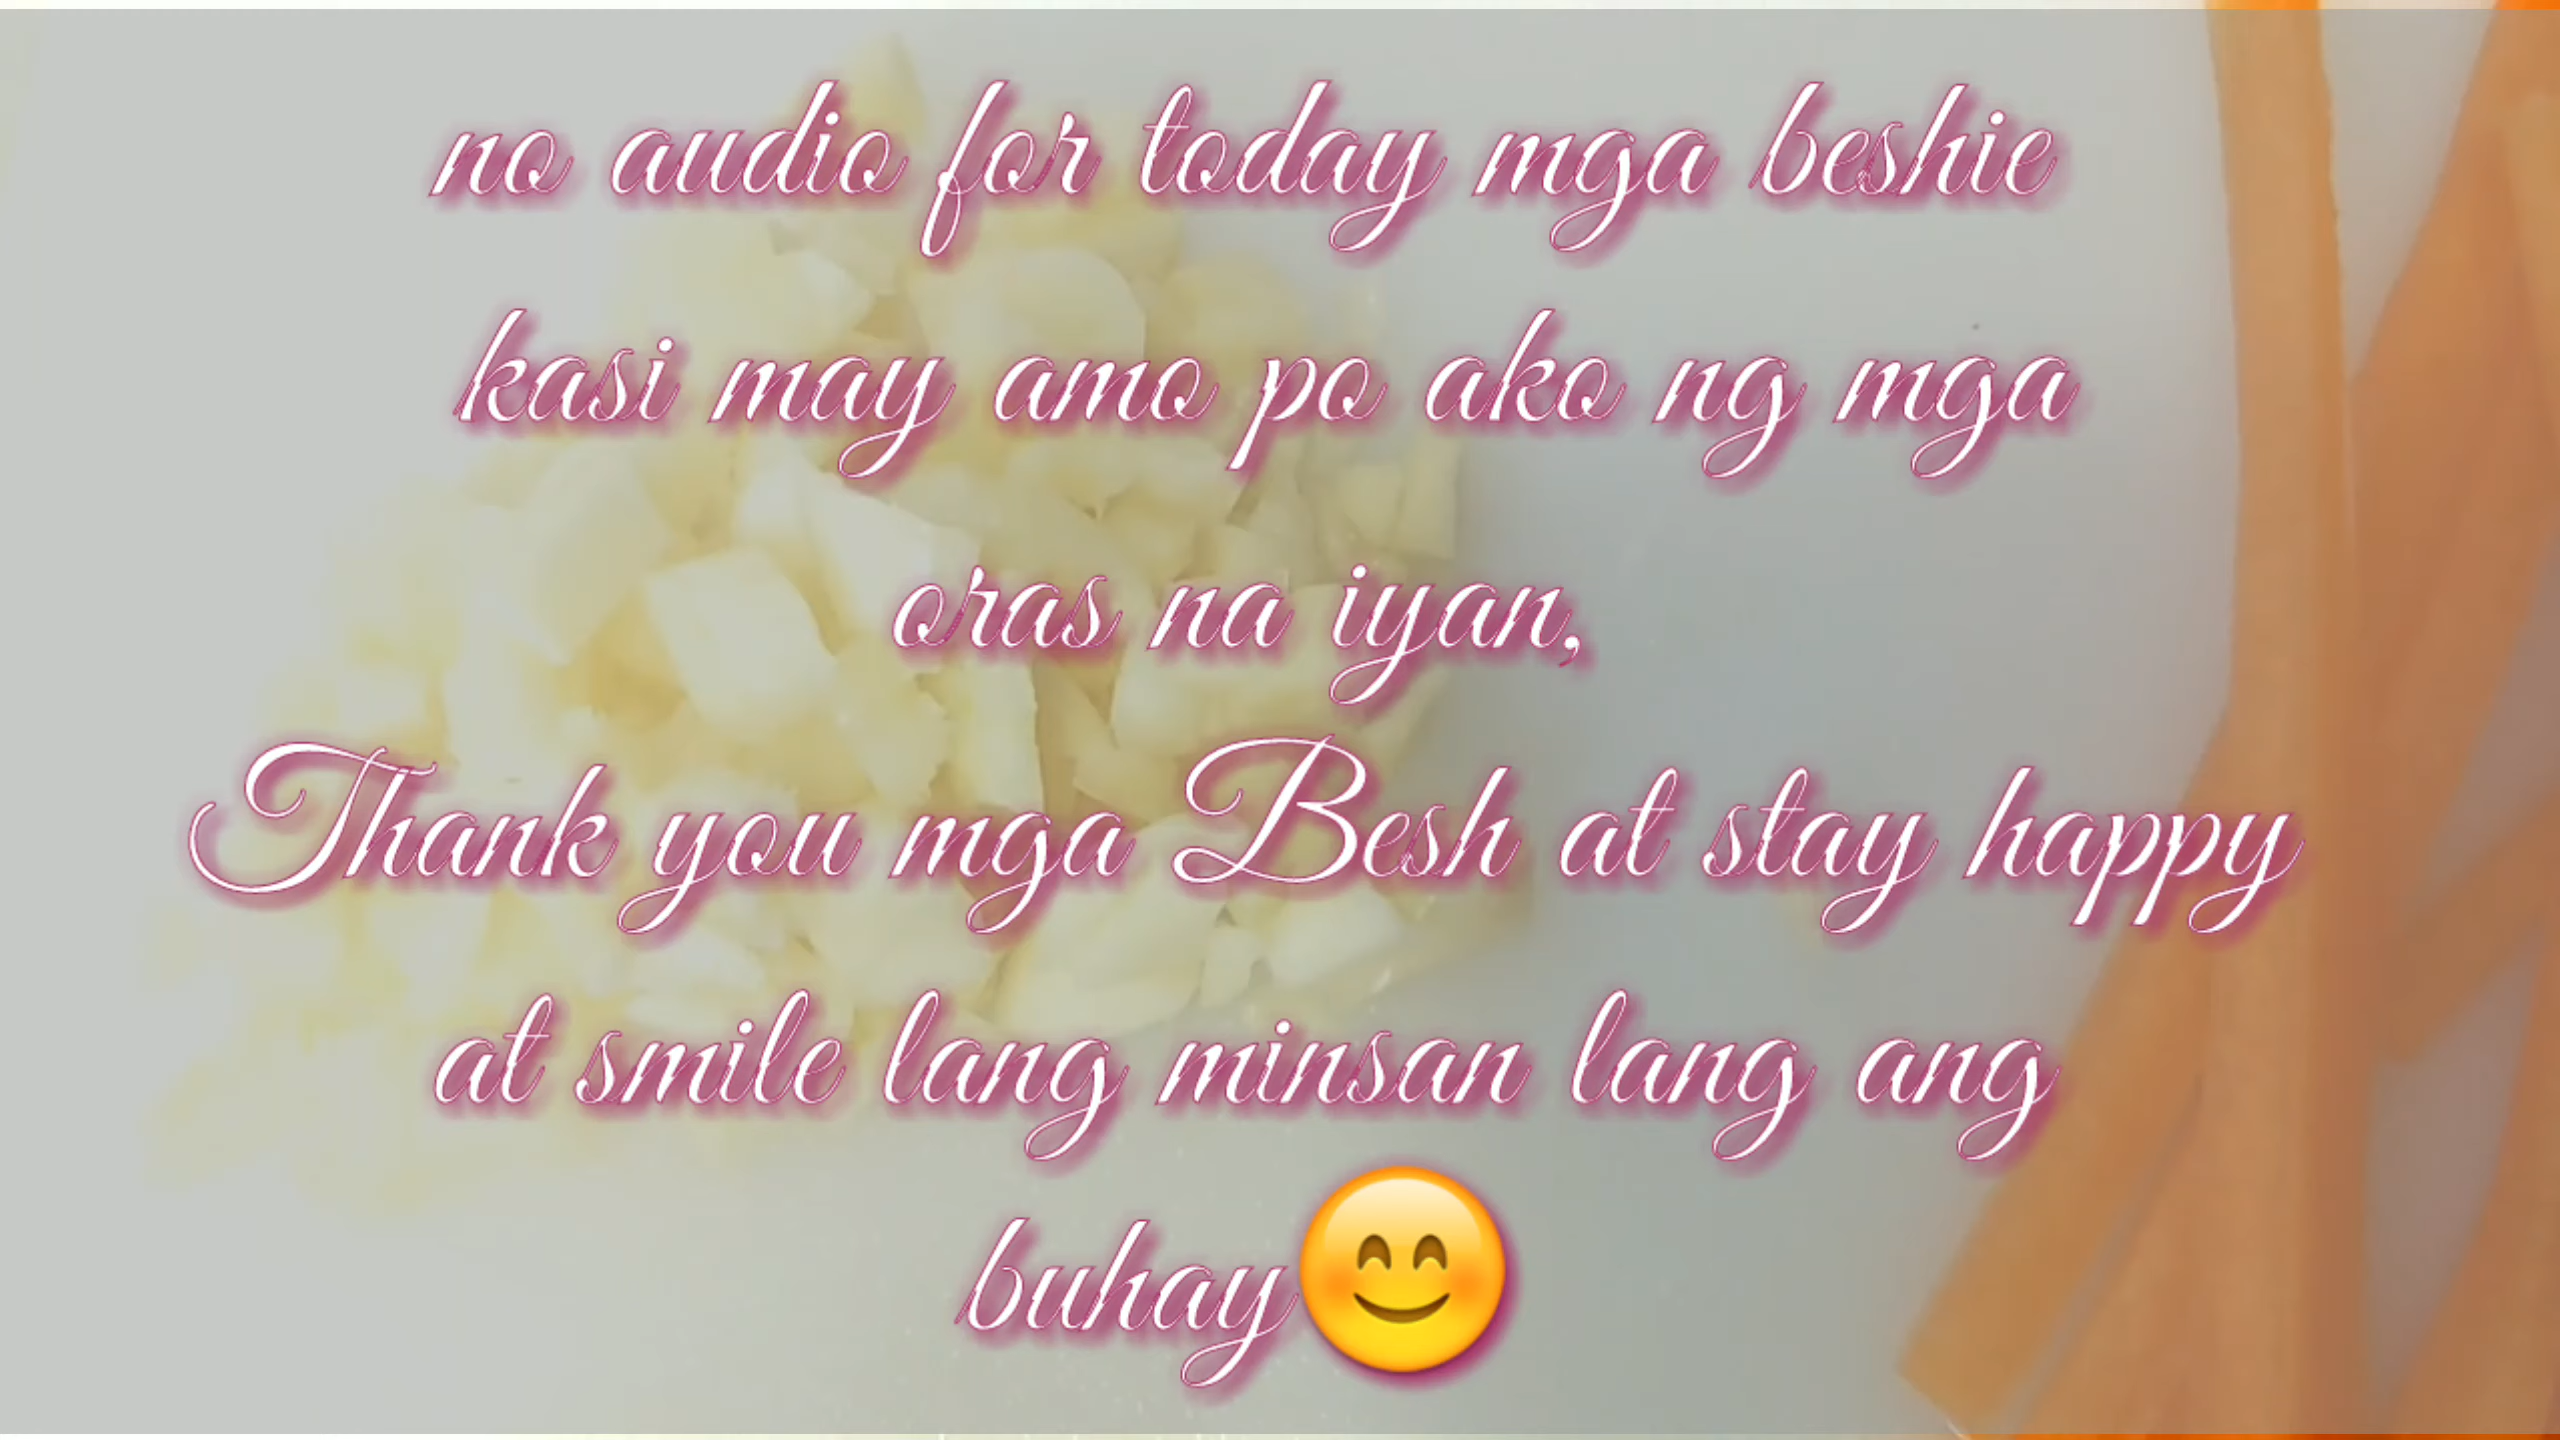 no audio for today mga beshie
kasi may amo po ako ng mga
oras na iyan,
Thank you mga Besh at stay happy
at smile lang minsan lang ang
buhay😊